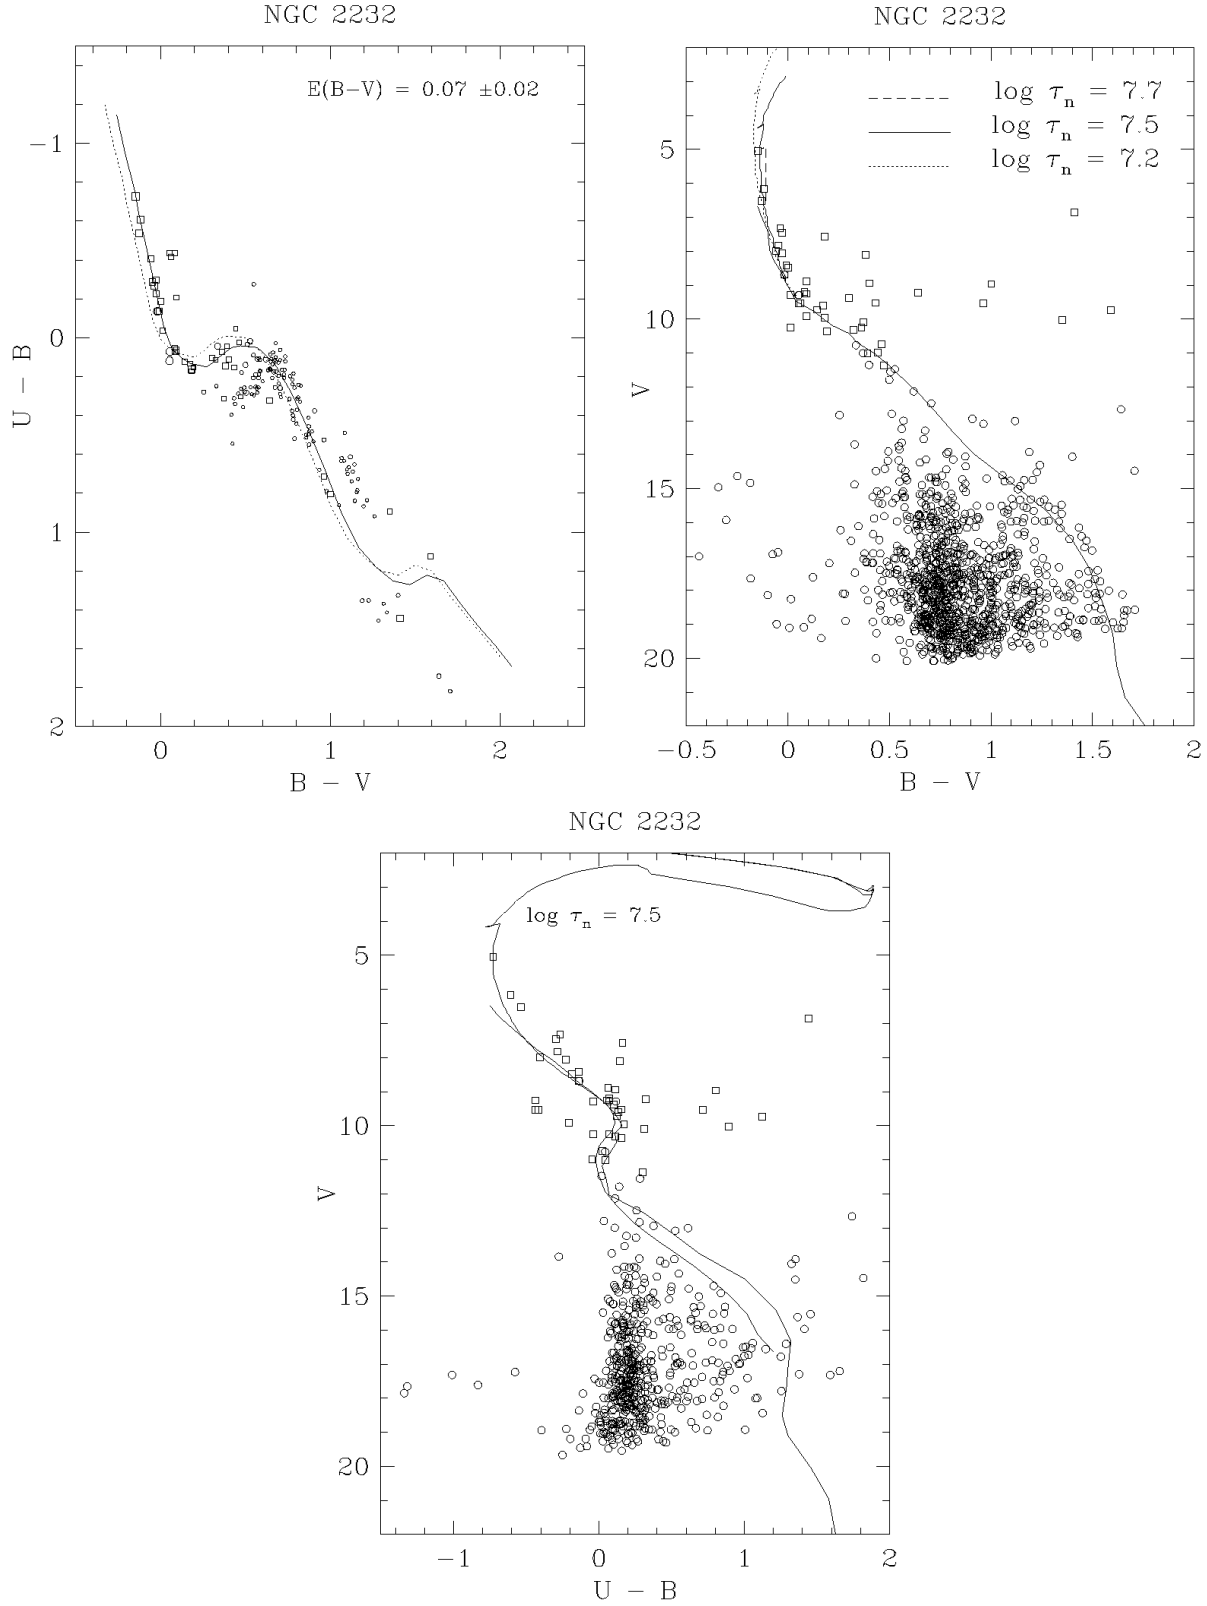 NGC 2232
E(B−V) = 0.07 ±0.02
−1
0
1
2
U − B
0
1
2
B − V
NGC 2232
log τn = 7.7
log τn = 7.5
log τn = 7.2
5
10
15
20
V
−0.5
0
0.5
1
1.5
2
B − V
NGC 2232
log τn = 7.5
5
10
15
20
V
−1
0
1
2
U − B